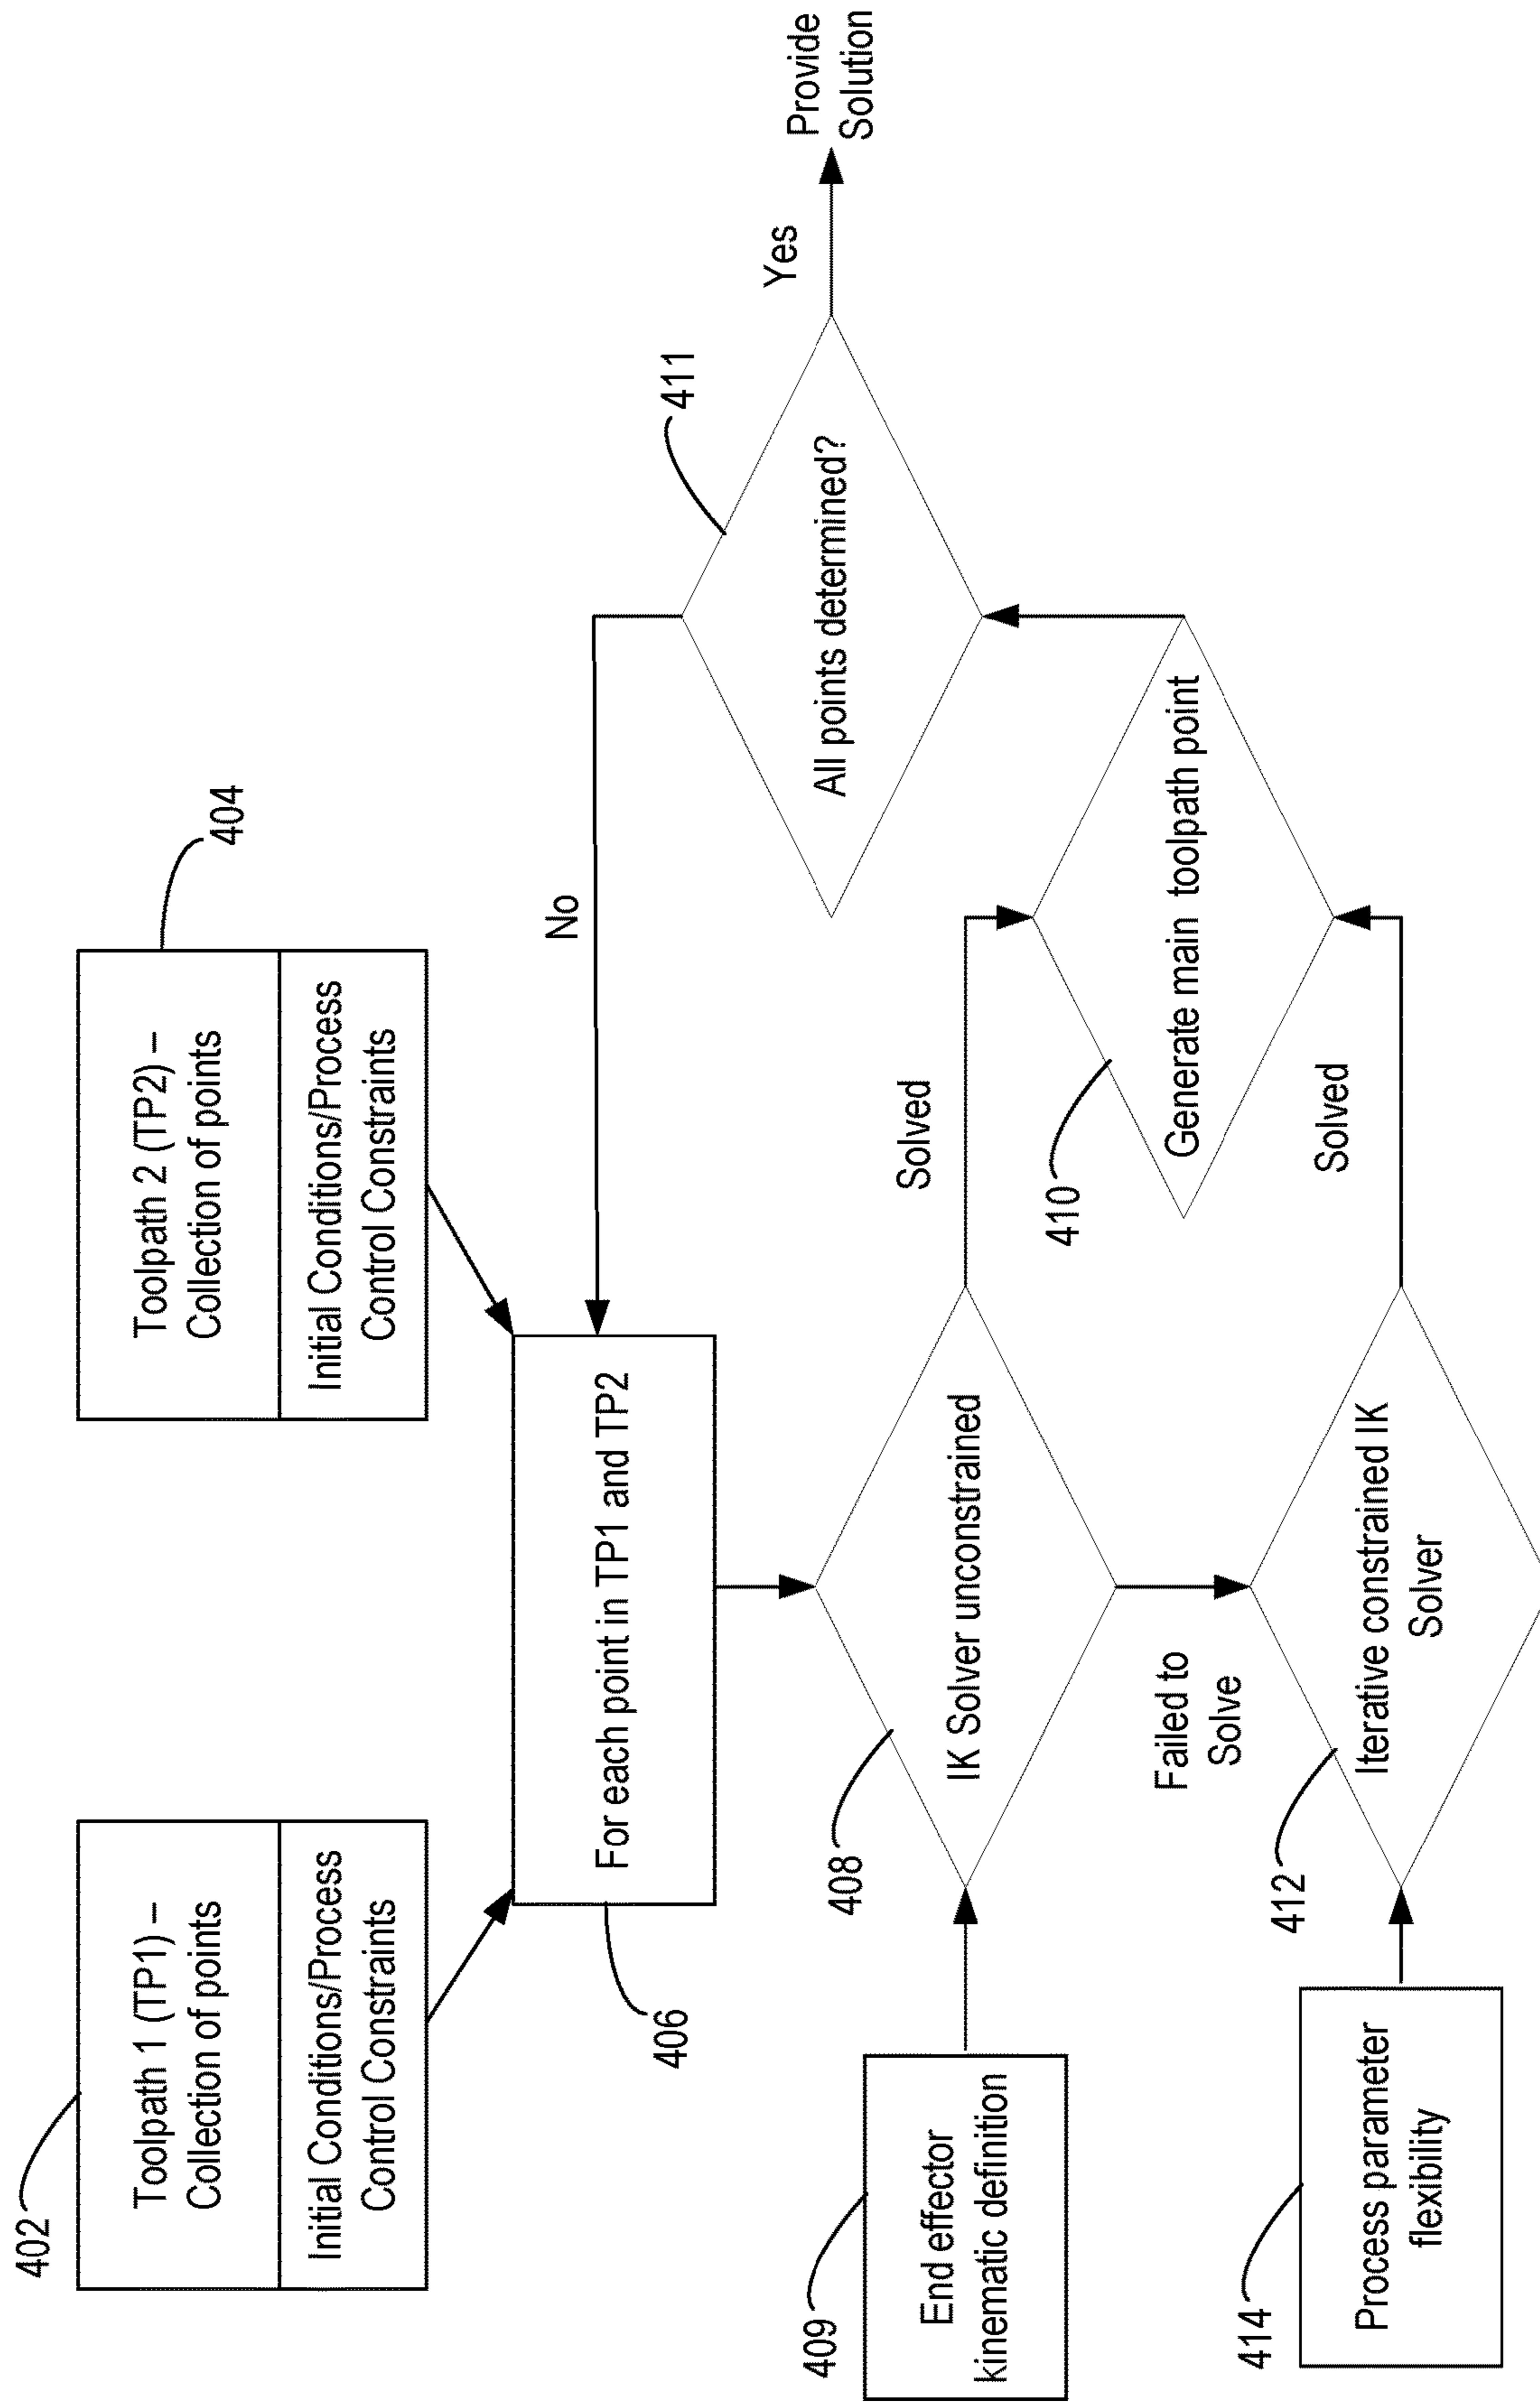 402
Toolpath 1 (TP1) –
Collection of points
Initial Conditions/Process
Control Constraints
404
Toolpath 2 (TP2) –
Collection of points
Initial Conditions/Process
Control Constraints
406
For each point in TP1 and TP2
No
409
End effector
kinematic definition
408
IK Solver unconstrained
Solved
Failed to
Solve
414
Process parameter
flexibility
412
Iterative constrained IK
Solver
Solved
410
Generate main toolpath point
411
All points determined?
Yes
Provide
Solution